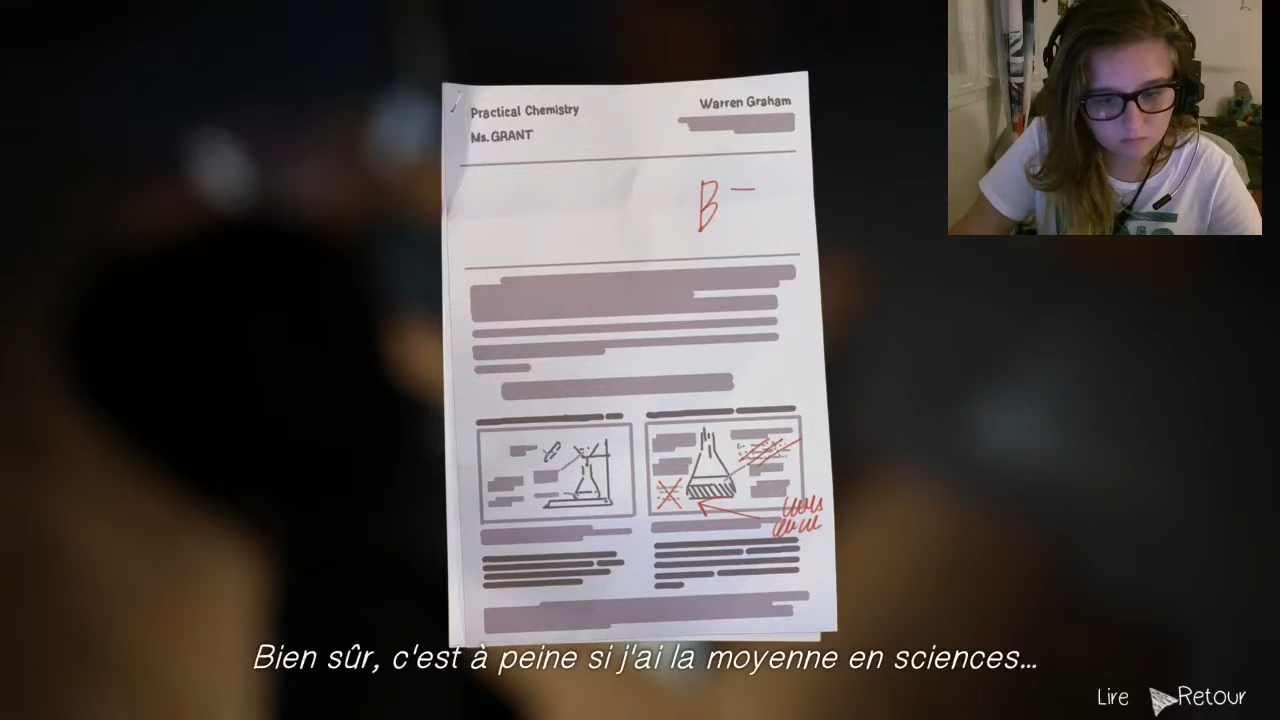 Practical Chemistry
Warren Graham
Ms. GRANT
B -
Bien sûr, c'est à peine si j'ai la moyenne en sciences...
Lire
Retour